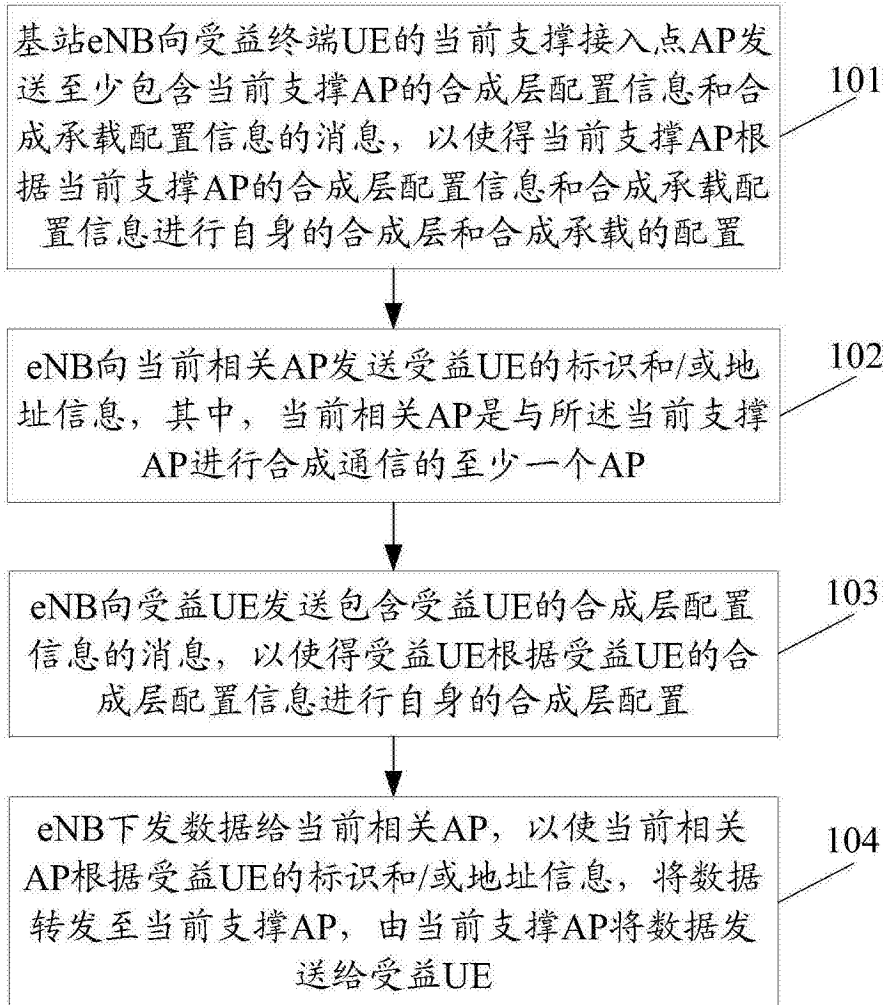 基站eNB向受益终端UE的当前支撑接入点AP发
送至少包含当前支撑AP的合成层配置信息和合
成承载配置信息的消息，以使得当前支撑AP根
据当前支撑AP的合成层配置信息和合成承载配
置信息进行自身的合成层和合成承载的配置
101
eNB向当前相关AP发送受益UE的标识和/或地
址信息，其中，当前相关AP是与所述当前支撑
AP进行合成通信的至少一个AP
102
eNB向受益UE发送包含受益UE的合成层配置
信息的消息，以使得受益UE根据受益UE的合
成层配置信息进行自身的合成层配置
103
eNB下发数据给当前相关AP，以使当前相关
AP根据受益UE的标识和/或地址信息，将数据
转发至当前支撑AP，由当前支撑AP将数据发
送给受益UE
104